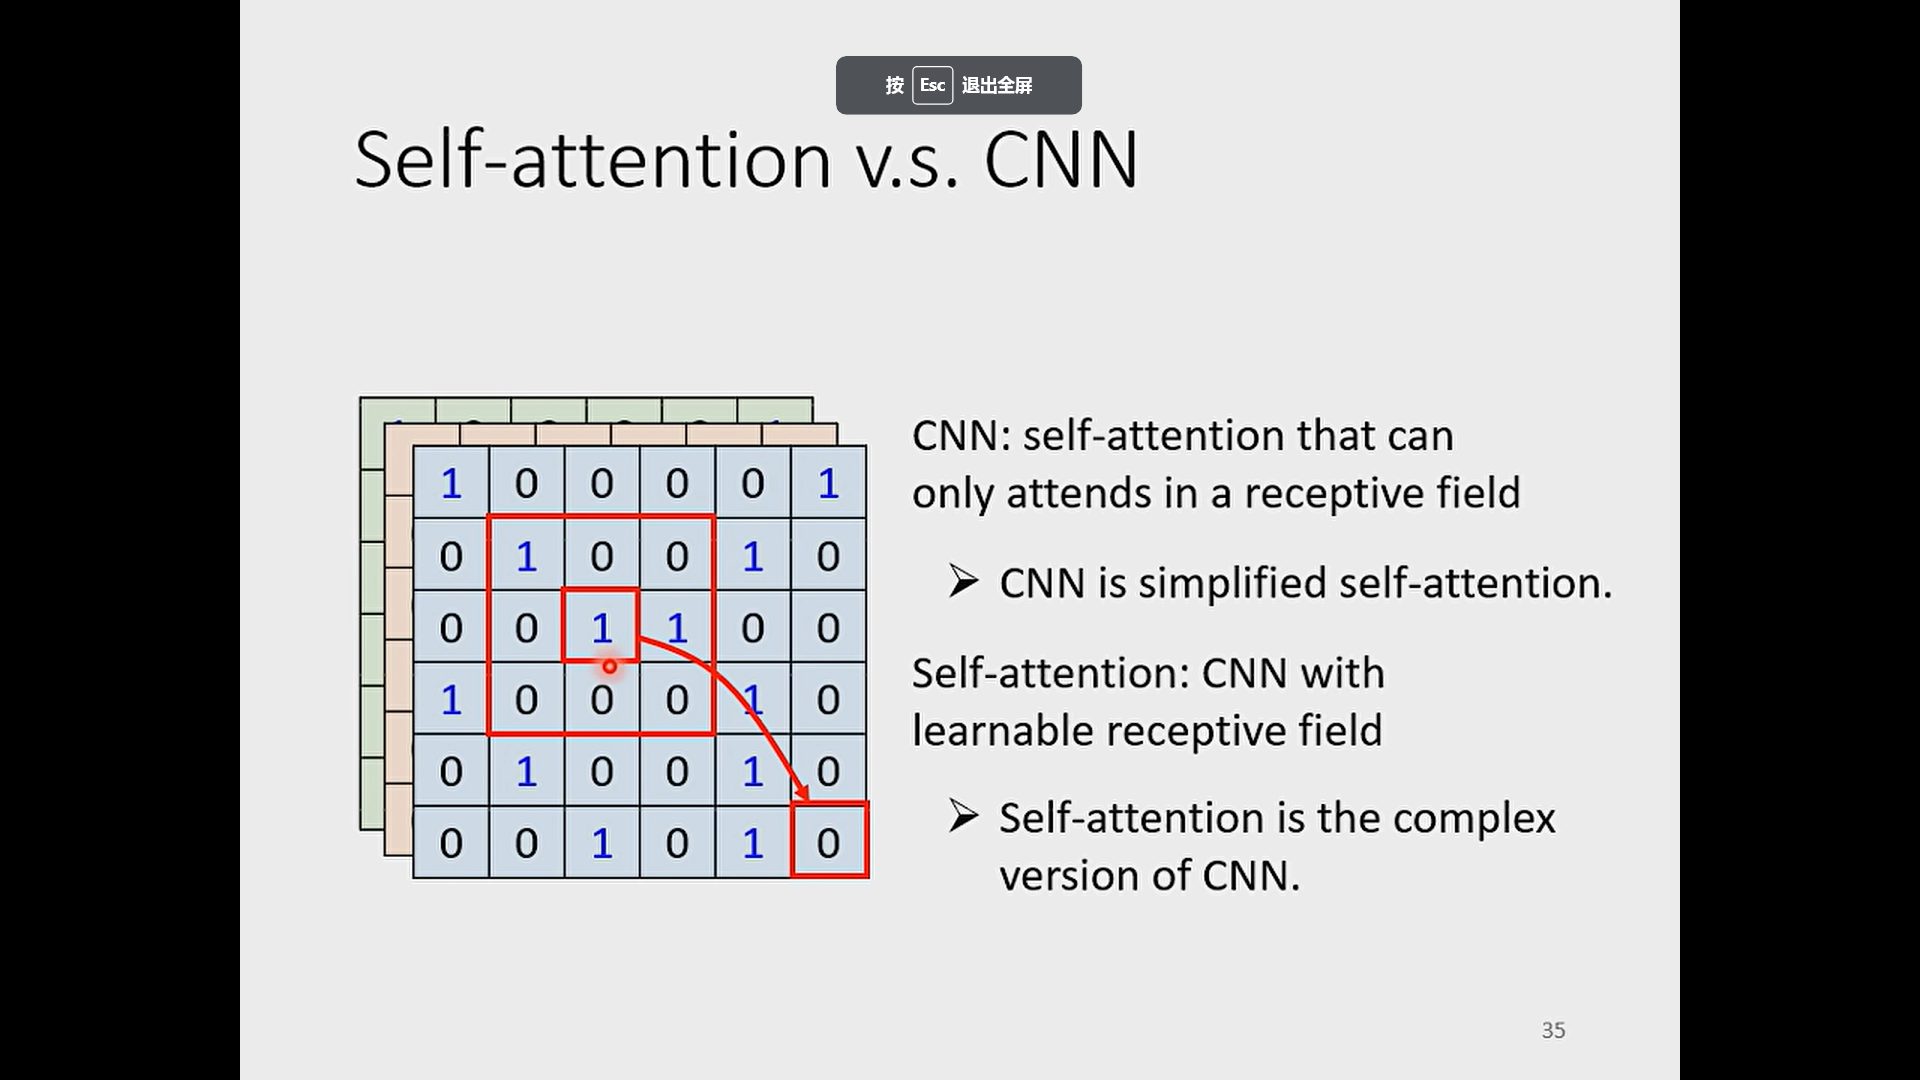 按 Esc 退出全屏
Self-attention v.s. CNN
1 0 0 0 0 1
0 1 0 0 1 0
0 0 1 1 0 0
1 0 0 0 1 0
0 1 0 0 1 0
0 0 1 0 1 0
CNN: self-attention that can
only attends in a receptive field
➢ CNN is simplified self-attention.
Self-attention: CNN with
learnable receptive field
➢ Self-attention is the complex
version of CNN.
35